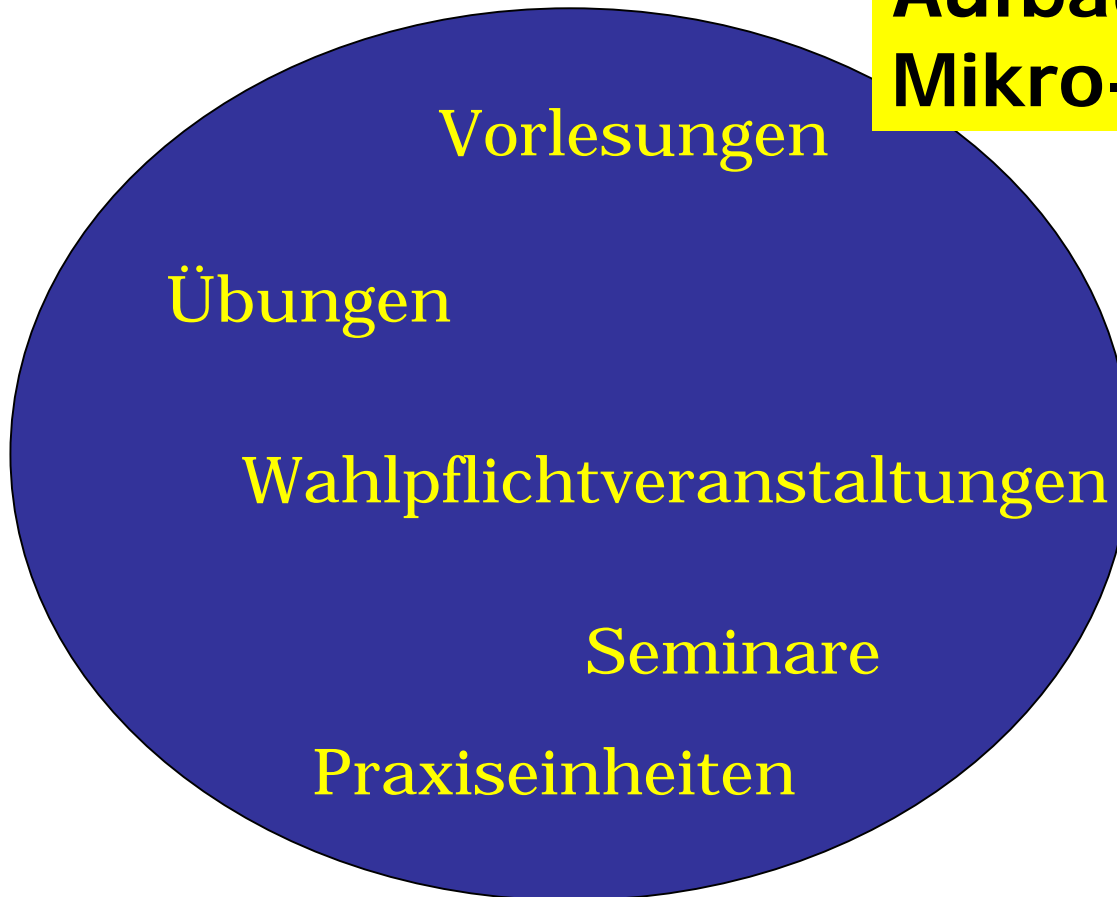 Mikro-
Vorlesungen
Übungen
Wahlpflichtveranstaltungen
Seminare
Praxiseinheiten